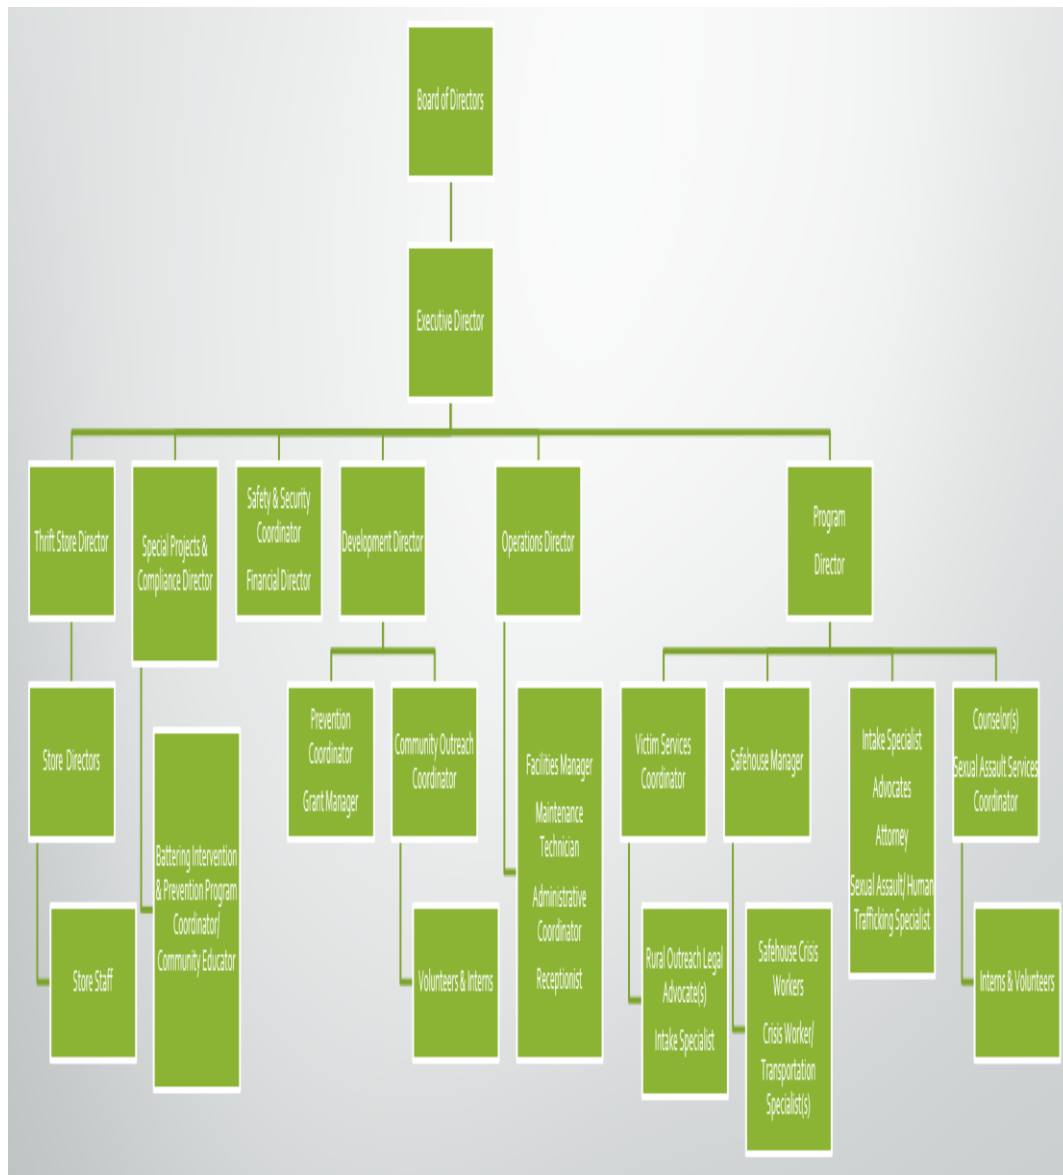 Board of Directors
Executive Director
Thrift Store Director
Special Projects &
Compliance Director
Safety & Security
Coordinator
Financial Director
Development Director
Operations Director
Program
Director
Store Directors
Prevention
Coordinator
Grant Manager
Community Outreach
Coordinator
Facilities Manager
Maintenance
Technician
Administrative
Coordinator
Receptionist
Victim Services
Coordinator
Safehouse Manager
Intake Specialist
Advocates
Attorney
Sexual Assault/ Human
Trafficking Specialist
Counselor(s)
Sexual Assault Services
Coordinator
Store Staff
Battering Intervention
& Prevention Program
Coordinator/
Community Educator
Volunteers & Interns
Rural Outreach Legal
Advocate(s)
Intake Specialist
Safehouse Crisis
Workers
Crisis Worker/
Transportation
Specialist(s)
Interns & Volunteers